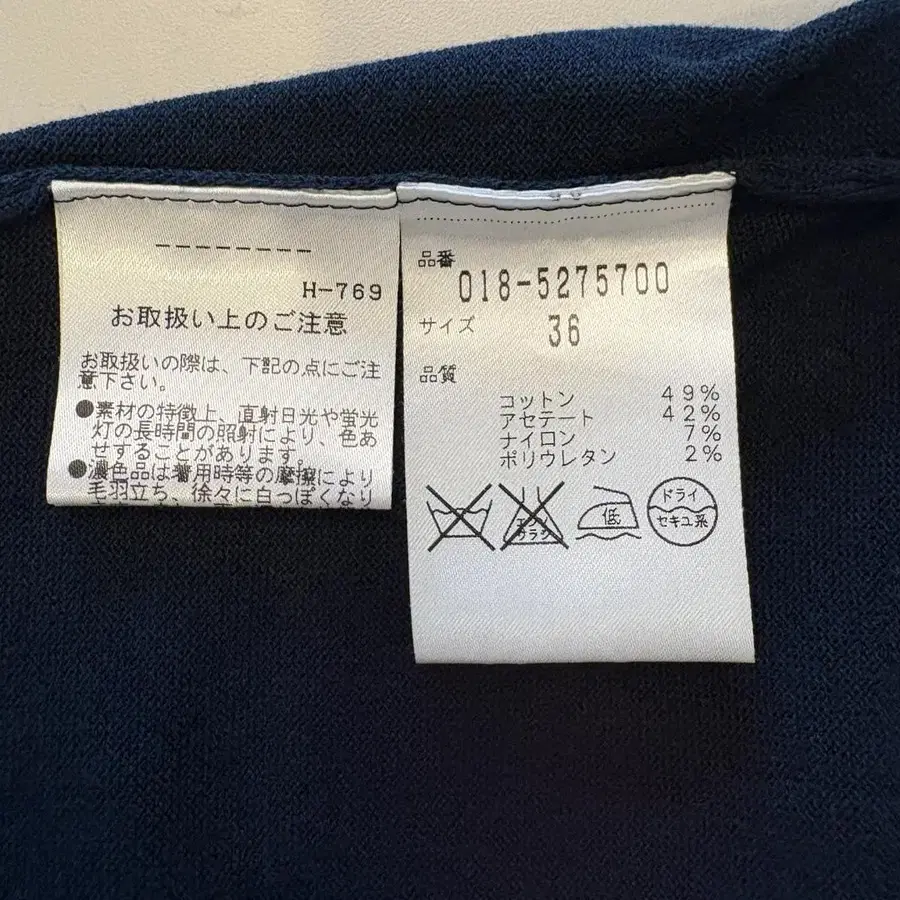 --------
H-769
お取扱い上のご注意
お取扱いの際は、下記の点にご注
意下さい。
●素材の特徴上、直射日光や蛍光
灯の長時間の照射により、色あ
せすることがあります。
●濃色品は着用時等の摩擦により
毛羽立ち、徐々に白っぽくなり
品番
018-5275700
サイズ 36
品質
コットン 49%
アセテート 42%
ナイロン 7%
ポリウレタン 2%
エンソ
サラシ
低
ドライ
セキユ系